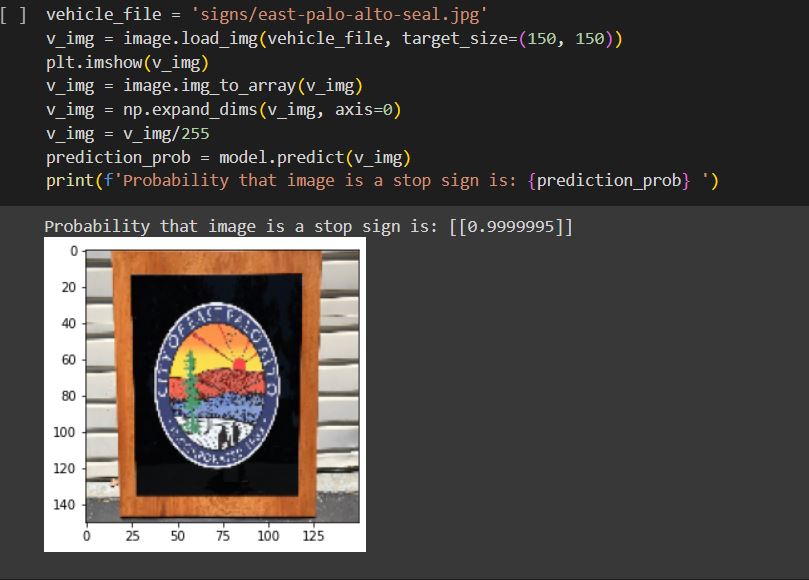 [ ] vehicle_file = 'signs/east-palo-alto-seal.jpg'
v_img = image.load_img(vehicle_file, target_size=(150, 150))
plt.imshow(v_img)
v_img = image.img_to_array(v_img)
v_img = np.expand_dims(v_img, axis=0)
v_img = v_img/255
prediction_prob = model.predict(v_img)
print(f'Probability that image is a stop sign is: {prediction_prob} ')
Probability that image is a stop sign is: [[0.9999995]]
0
20
40
60
80
100
120
140
CITY OF EAST PALO ALTO
INCORPORATED
0 25 50 75 100 125